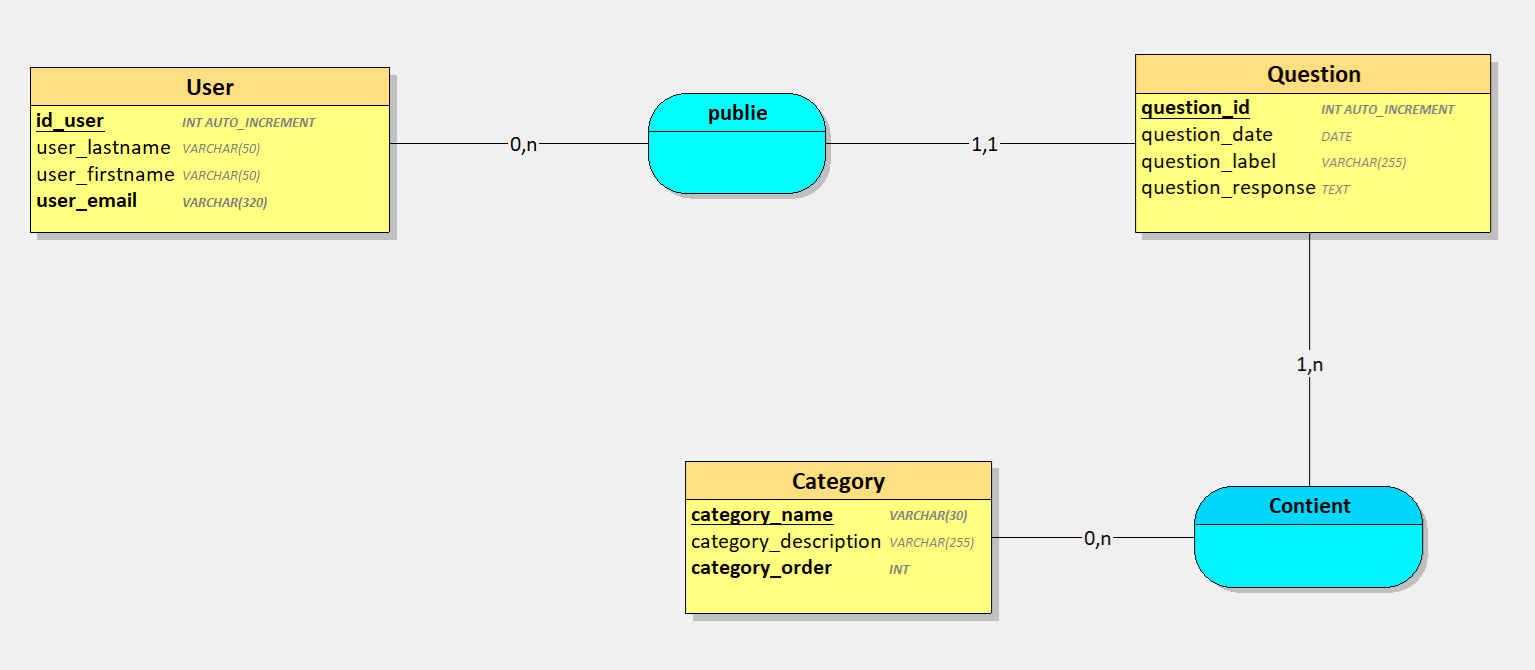 User
id_user INT AUTO_INCREMENT
user_lastname VARCHAR(50)
user_firstname VARCHAR(50)
user_email VARCHAR(320)
0,n
publie
1,1
Question
question_id INT AUTO_INCREMENT
question_date DATE
question_label VARCHAR(255)
question_response TEXT
1,n
Category
category_name VARCHAR(30)
category_description VARCHAR(255)
category_order INT
0,n
Contient